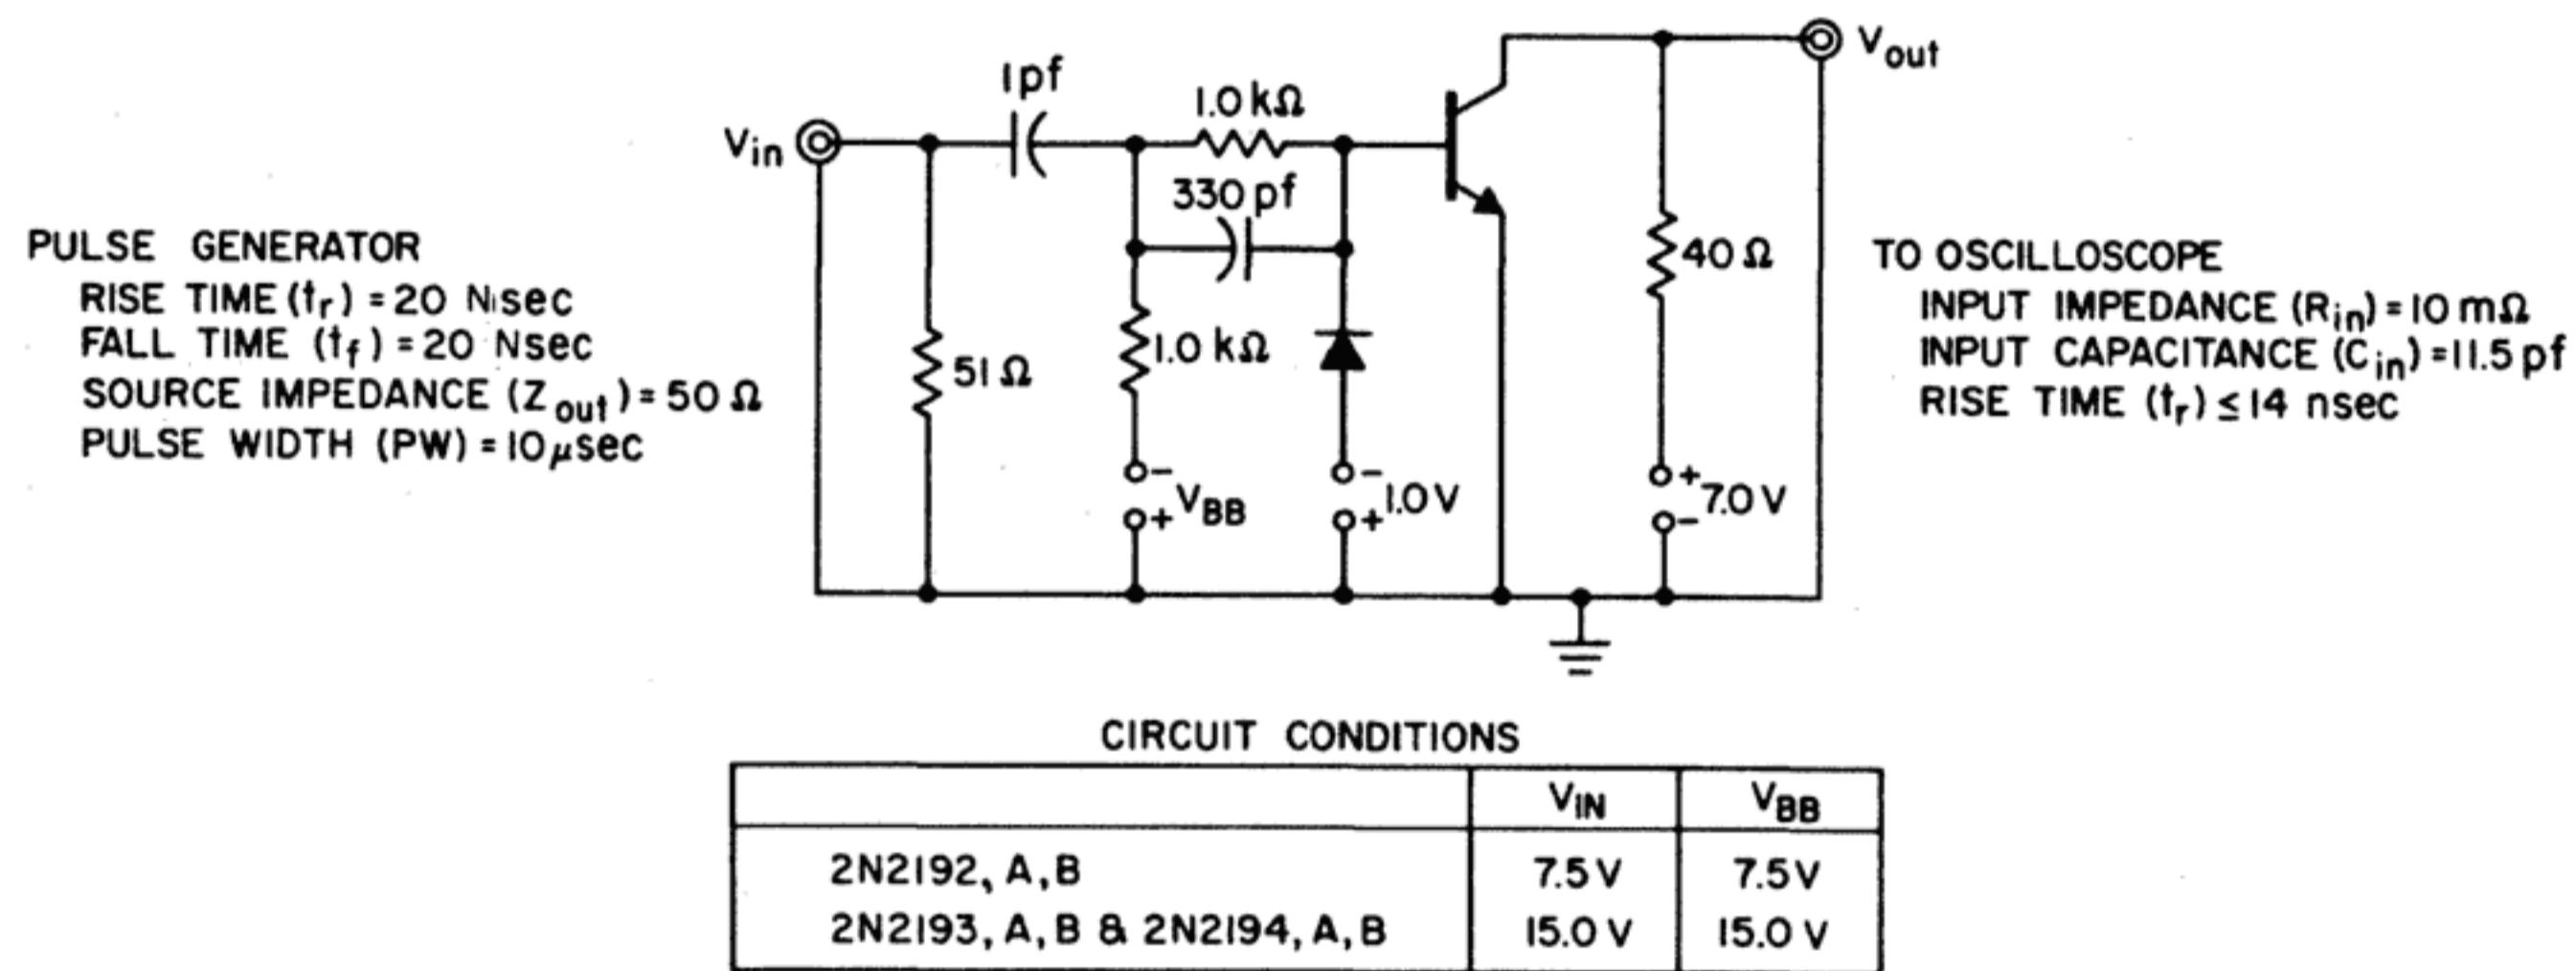 1pf
1.0 kΩ
Vin
Vout
330 pf
PULSE GENERATOR
RISE TIME (tr) = 20 Nsec
FALL TIME (tf) = 20 Nsec
SOURCE IMPEDANCE (Zout) = 50 Ω
PULSE WIDTH (PW) = 10 μsec
51 Ω
1.0 kΩ
40 Ω
TO OSCILLOSCOPE
INPUT IMPEDANCE (Rin) = 10 mΩ
INPUT CAPACITANCE (Cin) = 11.5 pf
RISE TIME (tr) ≤ 14 nsec
- VBB +
- 1.0 V +
+ 7.0 V -
CIRCUIT CONDITIONS
VIN VBB
2N2192, A, B 7.5 V 7.5 V
2N2193, A, B & 2N2194, A, B 15.0 V 15.0 V